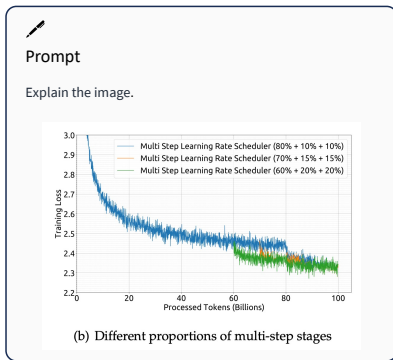 Prompt
Explain the image.
3.0
2.9
2.8
2.7
2.6
2.5
2.4
2.3
2.2
Training Loss
Multi Step Learning Rate Scheduler (80% + 10% + 10%)
Multi Step Learning Rate Scheduler (70% + 15% + 15%)
Multi Step Learning Rate Scheduler (60% + 20% + 20%)
0 20 40 60 80 100
Processed Tokens (Billions)
(b) Different proportions of multi-step stages